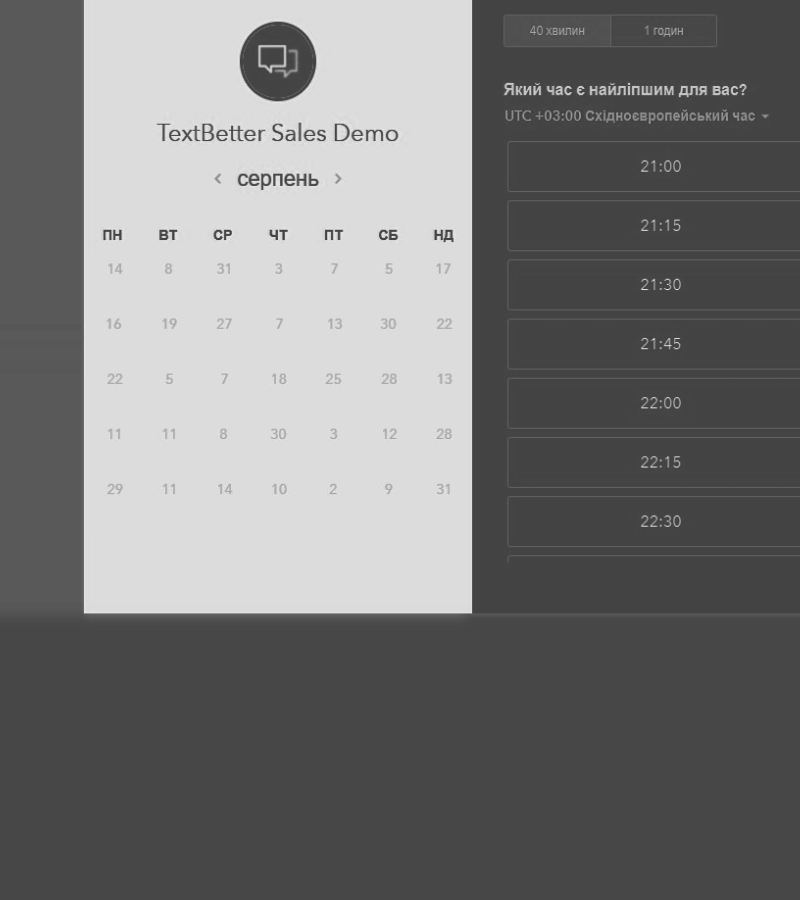 TextBetter Sales Demo
серпень
ПН ВТ СР ЧТ ПТ СБ НД
14 8 31 3 7 5 17
16 19 27 7 13 30 22
22 5 7 18 25 28 13
11 11 8 30 3 12 28
29 11 14 10 2 9 31
40 хвилин 1 годин
Який час є найліпшим для вас?
UTC +03:00 Східноєвропейський час
21:00
21:15
21:30
21:45
22:00
22:15
22:30